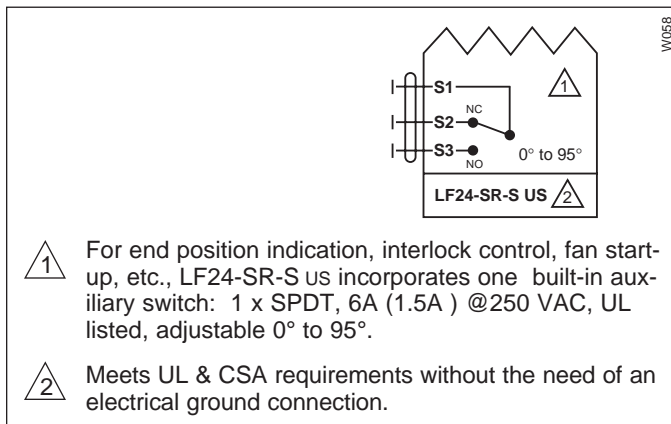 W058
S1
1
NC
S2
S3
0° to 95°
NO
LF24-SR-S US 2
1 For end position indication, interlock control, fan start-
up, etc., LF24-SR-S US incorporates one built-in aux-
iliary switch: 1 x SPDT, 6A (1.5A ) @250 VAC, UL
listed, adjustable 0° to 95°.
2 Meets UL & CSA requirements without the need of an
electrical ground connection.